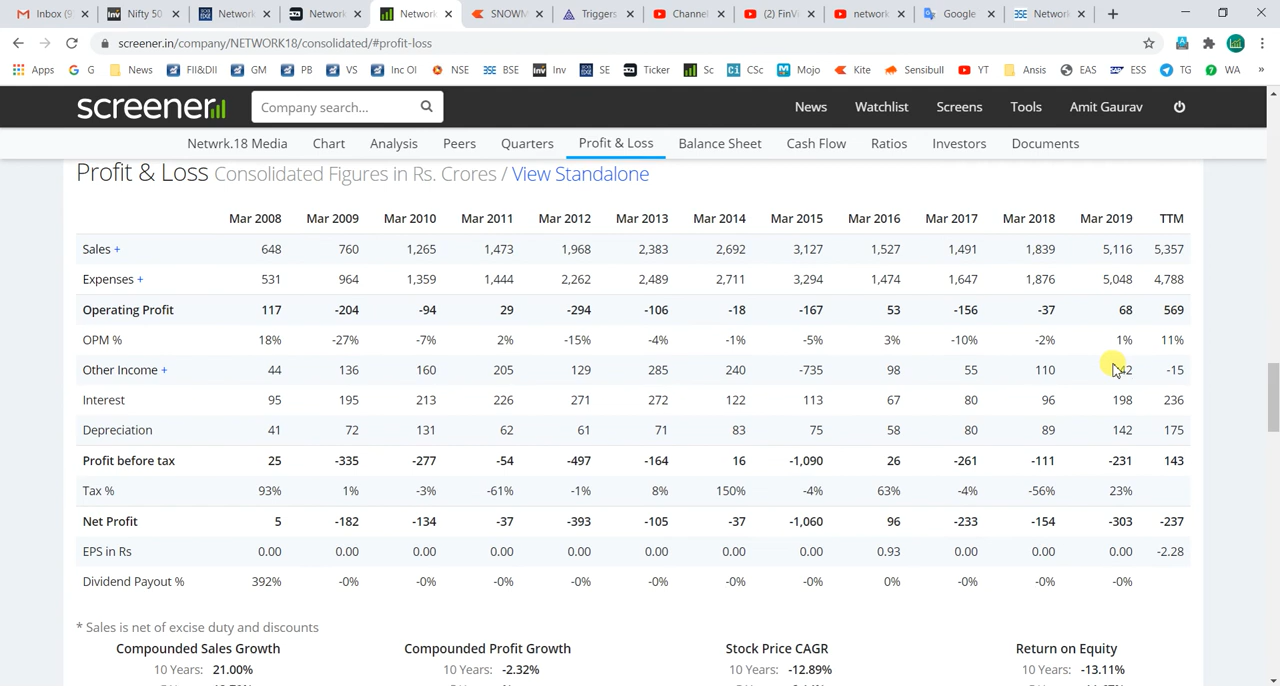 Inbox (9
Nifty 50
Network
Network
Network
SNOWM
Triggers
Channel
(2) FinVi
network
Google
Network
screener.in/company/NETWORK18/consolidated/#profit-loss
Apps G News FII&DII GM PB VS Inc OI NSE BSE Inv SE Ticker Sc CSc Mojo Kite Sensibull YT Ansis EAS ESS TG WA »
screener Company search... News Watchlist Screens Tools Amit Gaurav
Netwrk.18 Media Chart Analysis Peers Quarters Profit & Loss Balance Sheet Cash Flow Ratios Investors Documents
Profit & Loss Consolidated Figures in Rs. Crores / View Standalone
Mar 2008 Mar 2009 Mar 2010 Mar 2011 Mar 2012 Mar 2013 Mar 2014 Mar 2015 Mar 2016 Mar 2017 Mar 2018 Mar 2019 TTM
Sales + 648 760 1,265 1,473 1,968 2,383 2,692 3,127 1,527 1,491 1,839 5,116 5,357
Expenses + 531 964 1,359 1,444 2,262 2,489 2,711 3,294 1,474 1,647 1,876 5,048 4,788
Operating Profit 117 -204 -94 29 -294 -106 -18 -167 53 -156 -37 68 569
OPM % 18% -27% -7% 2% -15% -4% -1% -5% 3% -10% -2% 1% 11%
Other Income + 44 136 160 205 129 285 240 -735 98 55 110 42 -15
Interest 95 195 213 226 271 272 122 113 67 80 96 198 236
Depreciation 41 72 131 62 61 71 83 75 58 80 89 142 175
Profit before tax 25 -335 -277 -54 -497 -164 16 -1,090 26 -261 -111 -231 143
Tax % 93% 1% -3% -61% -1% 8% 150% -4% 63% -4% -56% 23%
Net Profit 5 -182 -134 -37 -393 -105 -37 -1,060 96 -233 -154 -303 -237
EPS in Rs 0.00 0.00 0.00 0.00 0.00 0.00 0.00 0.00 0.93 0.00 0.00 0.00 -2.28
Dividend Payout % 392% -0% -0% -0% -0% -0% -0% -0% 0% -0% -0% -0%
* Sales is net of excise duty and discounts
Compounded Sales Growth Compounded Profit Growth Stock Price CAGR Return on Equity
10 Years: 21.00% 10 Years: -2.32% 10 Years: -12.89% 10 Years: -13.11%